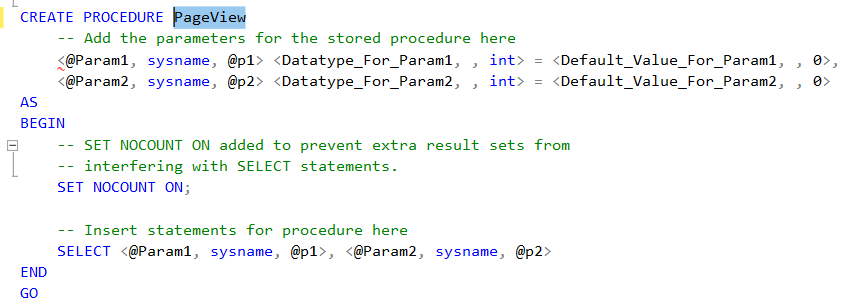 CREATE PROCEDURE PageView
-- Add the parameters for the stored procedure here
<@Param1, sysname, @p1> <Datatype_For_Param1, , int> = <Default_Value_For_Param1, , 0>,
<@Param2, sysname, @p2> <Datatype_For_Param2, , int> = <Default_Value_For_Param2, , 0>
AS
BEGIN
-- SET NOCOUNT ON added to prevent extra result sets from
-- interfering with SELECT statements.
SET NOCOUNT ON;
-- Insert statements for procedure here
SELECT <@Param1, sysname, @p1>, <@Param2, sysname, @p2>
END
GO